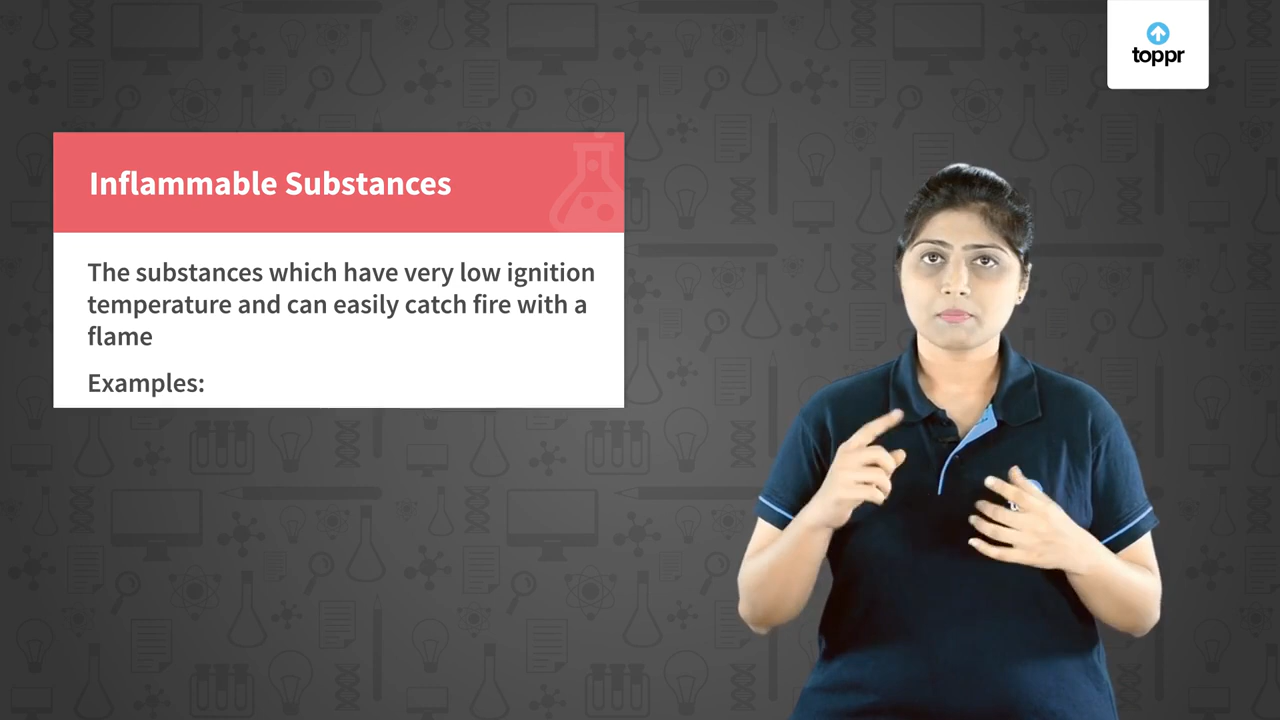 toppr
Inflammable Substances
The substances which have very low ignition
temperature and can easily catch fire with a
flame
Examples: